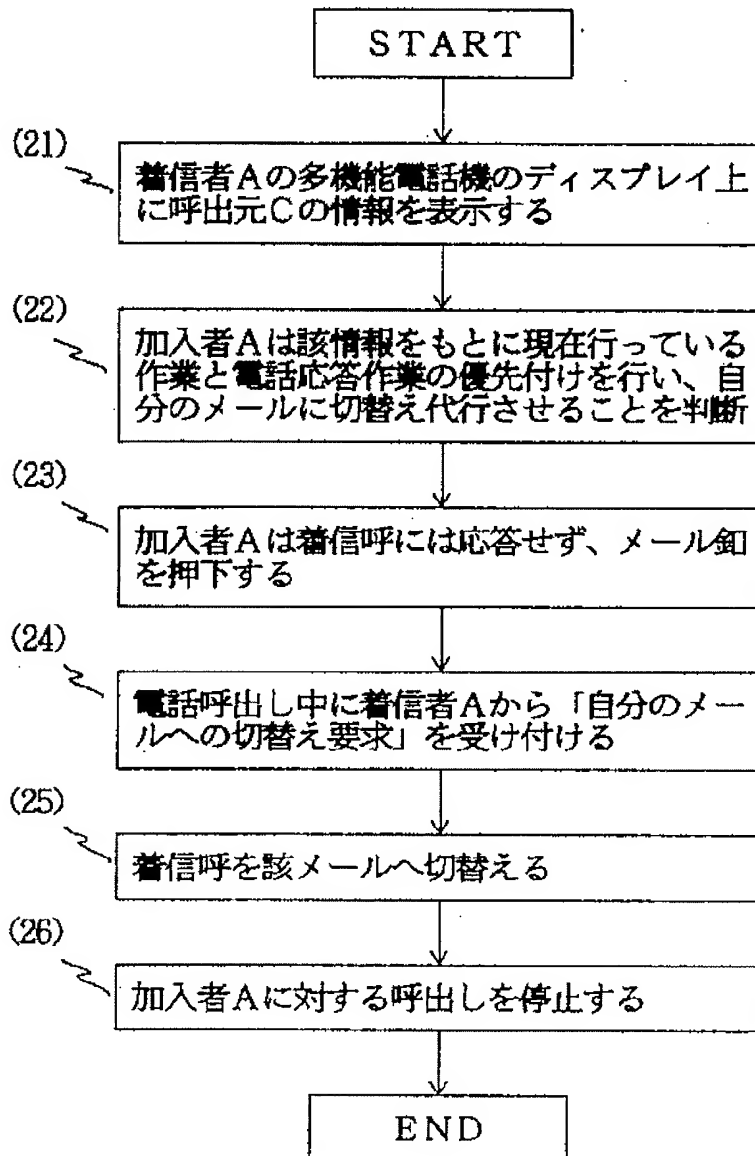 START
(21)
着信者Aの多機能電話機のディスプレイ上
に呼出元Cの情報を表示する
(22)
加入者Aは該情報をもとに現在行っている
作業と電話応答作業の優先付けを行い、自
分のメールに切替え代行させることを判断
(23)
加入者Aは着信呼には応答せず、メール釦
を押下する
(24)
電話呼出し中に着信者Aから「自分のメー
ルへの切替え要求」を受け付ける
(25)
着信呼を該メールへ切替える
(26)
加入者Aに対する呼出しを停止する
END